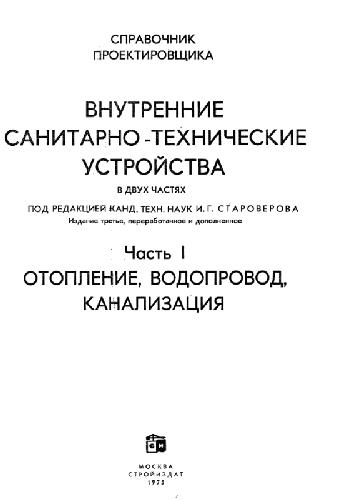 СПРАВОЧНИК
ПРОЕКТИРОВЩИКА
ВНУТРЕННИЕ
САНИТАРНО-ТЕХНИЧЕСКИЕ
УСТРОЙСТВА
В ДВУХ ЧАСТЯХ
ПОД РЕДАКЦИЕЙ КАНД. ТЕХН. НАУК И. Г. СТАРОВЕРОВА
Издание третье, переработанное и дополненное
Часть I
ОТОПЛЕНИЕ, ВОДОПРОВОД,
КАНАЛИЗАЦИЯ
МОСКВА
СТРОЙИЗДАТ